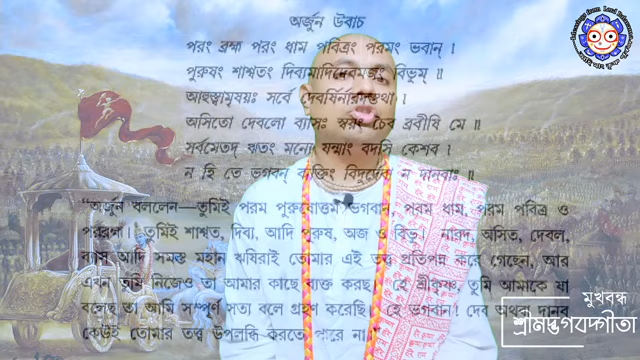 অর্জুন উবাচ
পরং ব্রহ্ম পরং ধাম পবিত্রং পরমং ভবান্ ।
পুরুষং শাশ্বতং দিব্যমাদিদেবমজং বিভুম্ ॥
আহুস্ত্বামৃষয়ঃ সর্বে দেবর্ষির্নারদস্তথা ।
অসিতো দেবলো ব্যাসঃ স্বয়ং চৈব ব্রবীষি মে ॥
সর্বমেতদ্ ঋতং মন্যে যন্মাং বদসি কেশব ।
ন হি তে ভগবন্ ব্যক্তিং বিদুর্দেবা ন দানবাঃ ॥
“অর্জুন বললেন—তুমিই পরম পুরুষোত্তম ভগবান, পরম ধাম, পরম পবিত্র ও
পরব্রহ্ম। তুমিই শাশ্বত, দিব্য, আদি পুরুষ, অজ ও বিভু। নারদ, অসিত, দেবল,
ব্যাস আদি সমস্ত মহান ঋষিরাই তোমার এই তত্ত্ব প্রতিপন্ন করে গেছেন, আর
এখন তুমি নিজেও তা আমার কাছে ব্যক্ত করছ। হে শ্রীকৃষ্ণ, তুমি আমাকে যা
বলেছ তা আমি সম্পূর্ণ সত্য বলে গ্রহণ করেছি। হে ভগবান! দেব অথবা দানব
কেউই তোমার তত্ত্ব উপলব্ধি করতে পারে না।”
মুখবন্ধ
শ্রীমদ্ভগবদ্গীতা